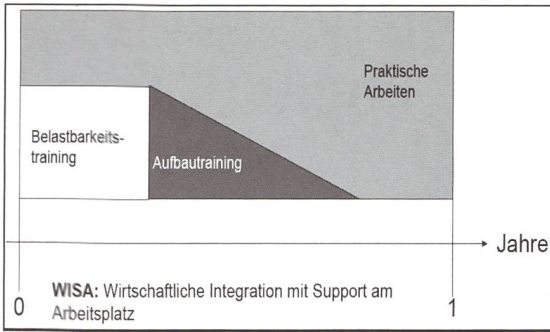 Praktische
Arbeiten
Belastbarkeits-
training
Aufbautraining
Jahre
0
WISA: Wirtschaftliche Integration mit Support am
Arbeitsplatz
1